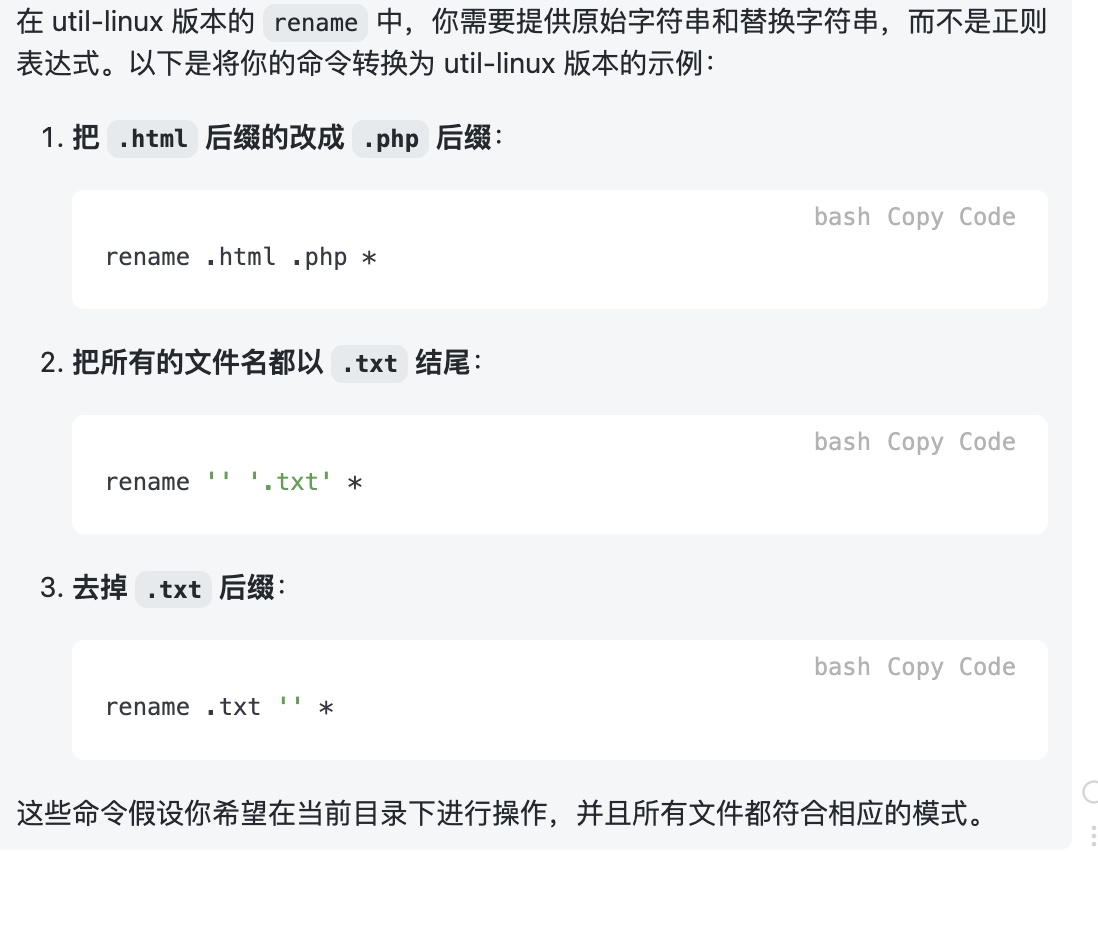 在 util-linux 版本的 rename 中，你需要提供原始字符串和替换字符串，而不是正则
表达式。以下是将你的命令转换为 util-linux 版本的示例：
1. 把 .html 后缀的改成 .php 后缀：
bash Copy Code
rename .html .php *
2. 把所有的文件名都以 .txt 结尾：
bash Copy Code
rename '' '.txt' *
3. 去掉 .txt 后缀：
bash Copy Code
rename .txt '' *
这些命令假设你希望在当前目录下进行操作，并且所有文件都符合相应的模式。